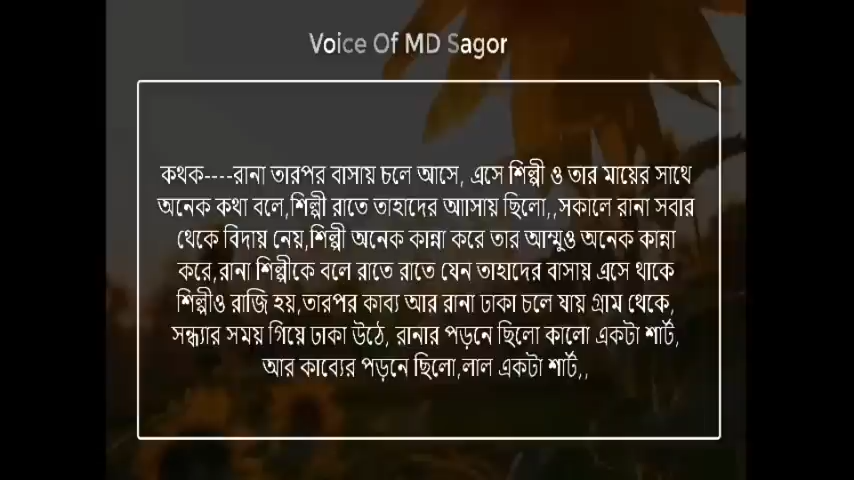 Voice Of MD Sagor
কথক----রানা তারপর বাসায় চলে আসে, এসে শিল্পী ও তার মায়ের সাথে
অনেক কথা বলে,শিল্পী রাতে তাহাদের আাসায় ছিলো,,সকালে রানা সবার
থেকে বিদায় নেয়,শিল্পী অনেক কান্না করে তার আম্মুও অনেক কান্না
করে,রানা শিল্পীকে বলে রাতে রাতে যেন তাহাদের বাসায় এসে থাকে
শিল্পীও রাজি হয়,তারপর কাব্য আর রানা ঢাকা চলে যায় গ্রাম থেকে,
সন্ধ্যার সময় গিয়ে ঢাকা উঠে, রানার পড়নে ছিলো কালো একটা শার্ট,
আর কাব্যের পড়নে ছিলো,লাল একটা শার্ট,,